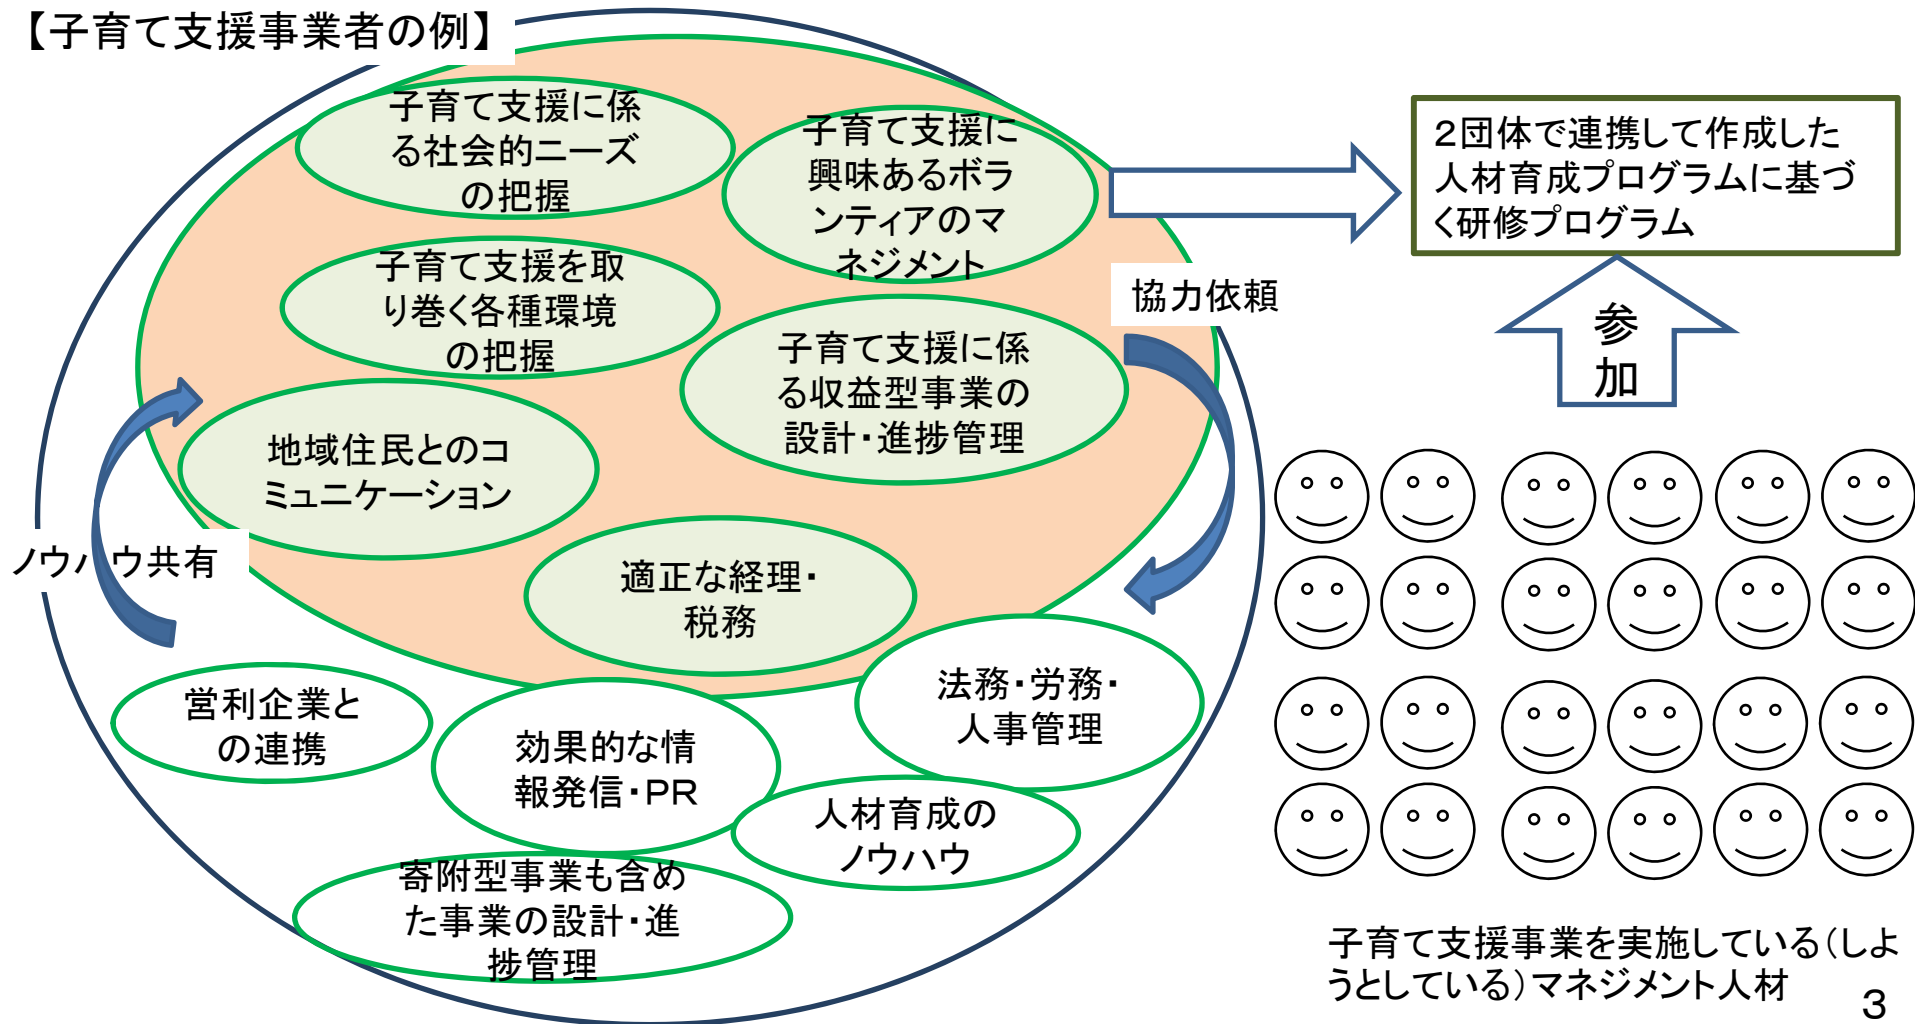 【子育て支援事業者の例】
子育て支援に係
る社会的ニーズ
の把握
子育て支援に
興味あるボラ
ンティアのマ
ネジメント
２団体で連携して作成した
人材育成プログラムに基づ
く研修プログラム
子育て支援を取
り巻く各種環境
の把握
協力依頼
参
加
子育て支援に係
る収益型事業の
設計・進捗管理
地域住民とのコ
ミュニケーション
ノウハウ共有
適正な経理・
税務
営利企業と
の連携
効果的な情
報発信・PR
法務・労務・
人事管理
人材育成の
ノウハウ
寄附型事業も含め
た事業の設計・進
捗管理
子育て支援事業を実施している（しよ
うとしている）マネジメント人材
3